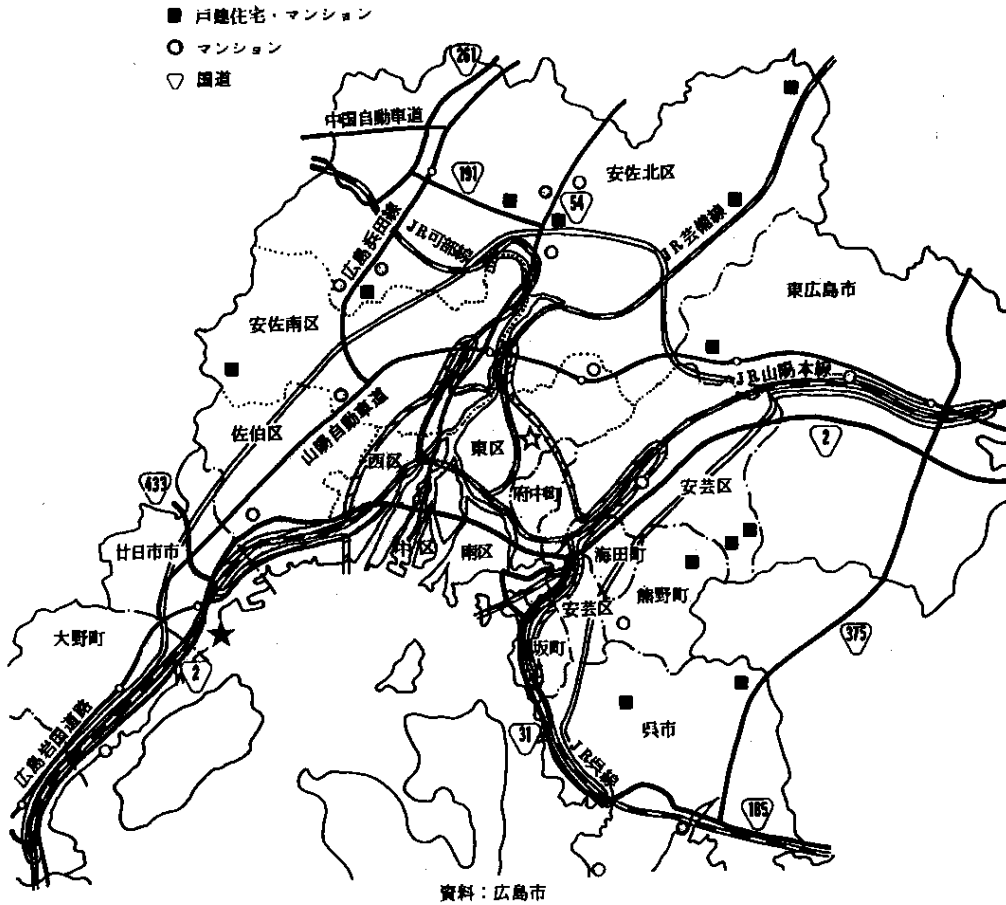 戸建住宅・マンション
マンション
国道
261
中国自動車道
191
安佐北区
54
広島浜田線
JR可部線
JR芸備線
東広島市
安佐南区
JR山陽本線
佐伯区
山陽自動車道
西区
東区
2
433
府中町
安芸区
廿日市市
中区
南区
海田町
熊野町
安芸区
大野町
坂町
375
2
広島岩国道路
31
呉市
JR呉線
185
資料：広島市